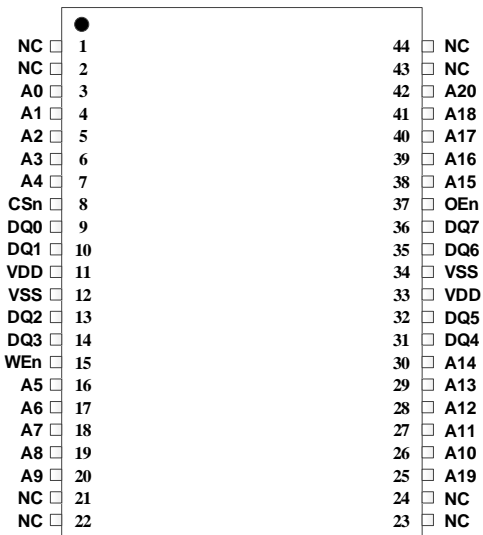 NC 1 44 NC
NC 2 43 NC
A0 3 42 A20
A1 4 41 A18
A2 5 40 A17
A3 6 39 A16
A4 7 38 A15
CSn 8 37 OEn
DQ0 9 36 DQ7
DQ1 10 35 DQ6
VDD 11 34 VSS
VSS 12 33 VDD
DQ2 13 32 DQ5
DQ3 14 31 DQ4
WEn 15 30 A14
A5 16 29 A13
A6 17 28 A12
A7 18 27 A11
A8 19 26 A10
A9 20 25 A19
NC 21 24 NC
NC 22 23 NC